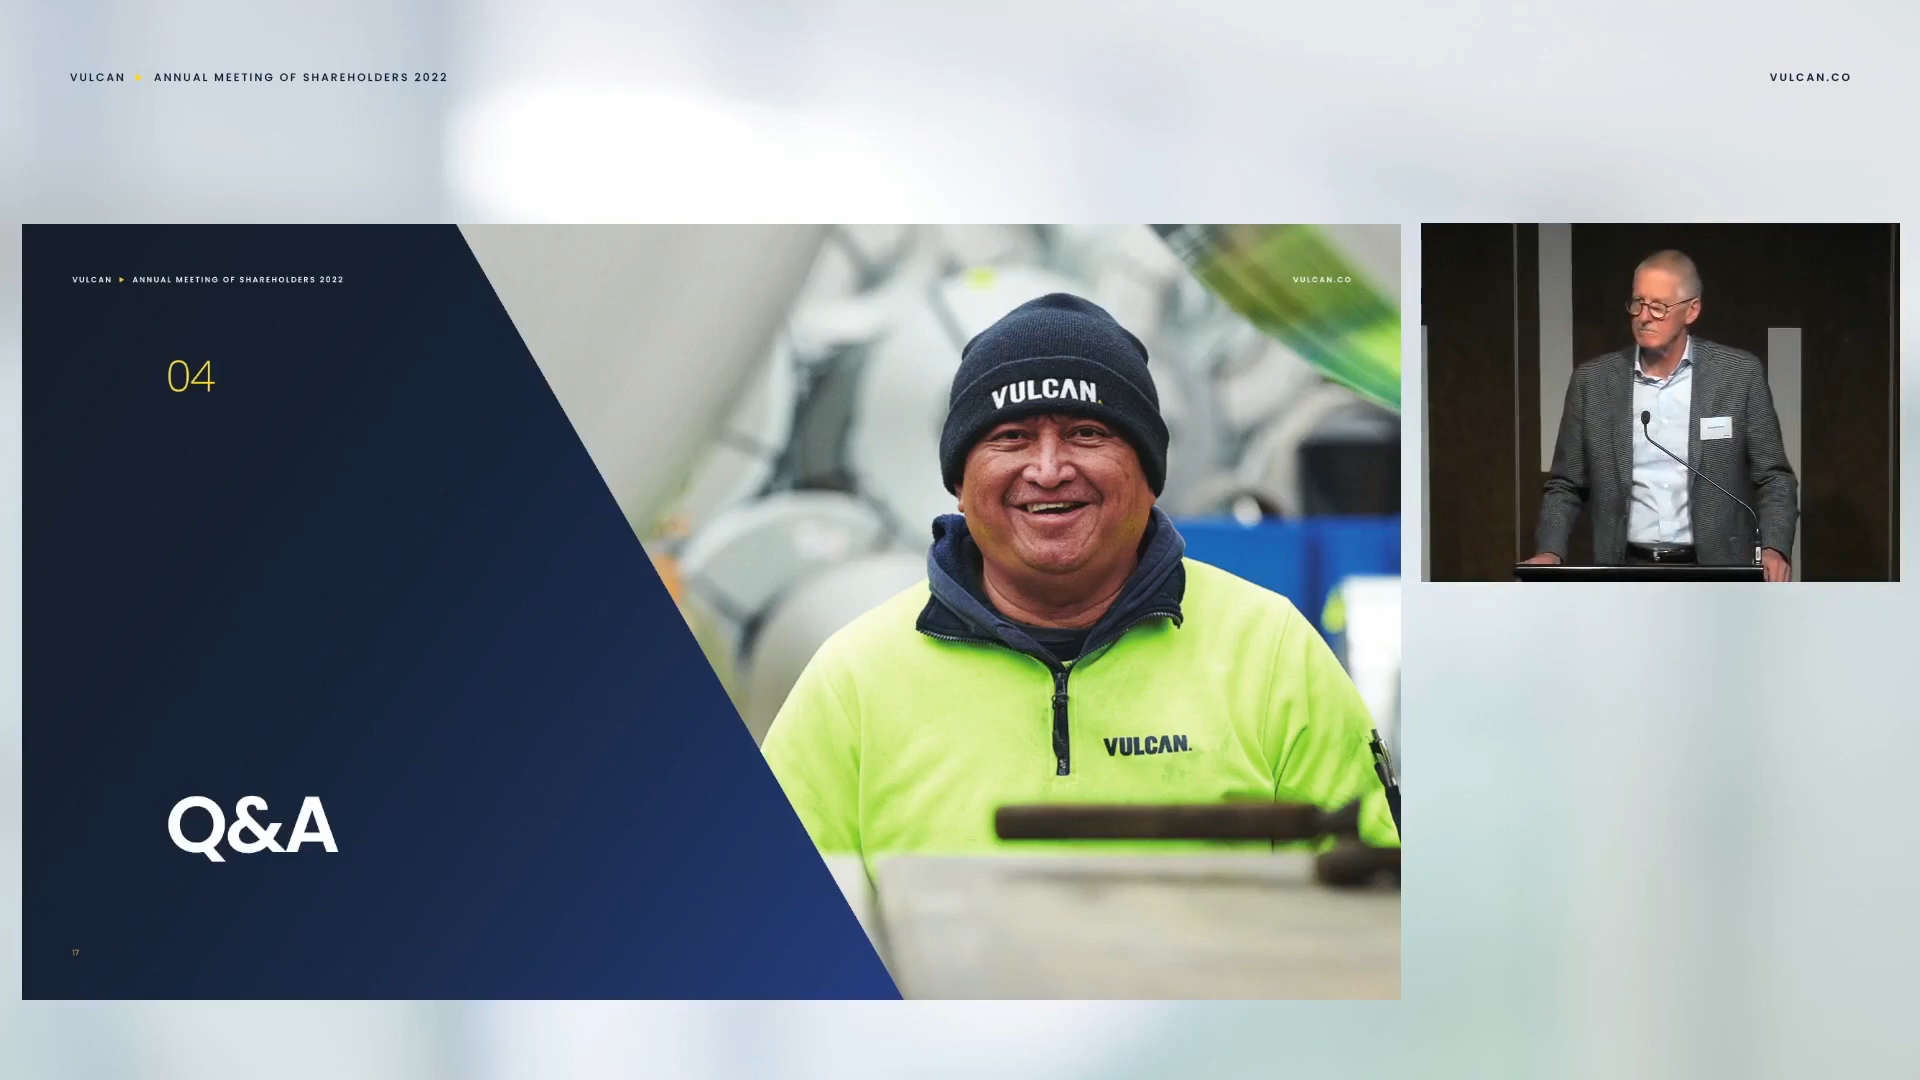 VULCAN ANNUAL MEETING OF SHAREHOLDERS 2022
VULCAN.CO
VULCAN ANNUAL MEETING OF SHAREHOLDERS 2022
VULCAN.CO
04
VULCAN.
VULCAN.
Q&A
17